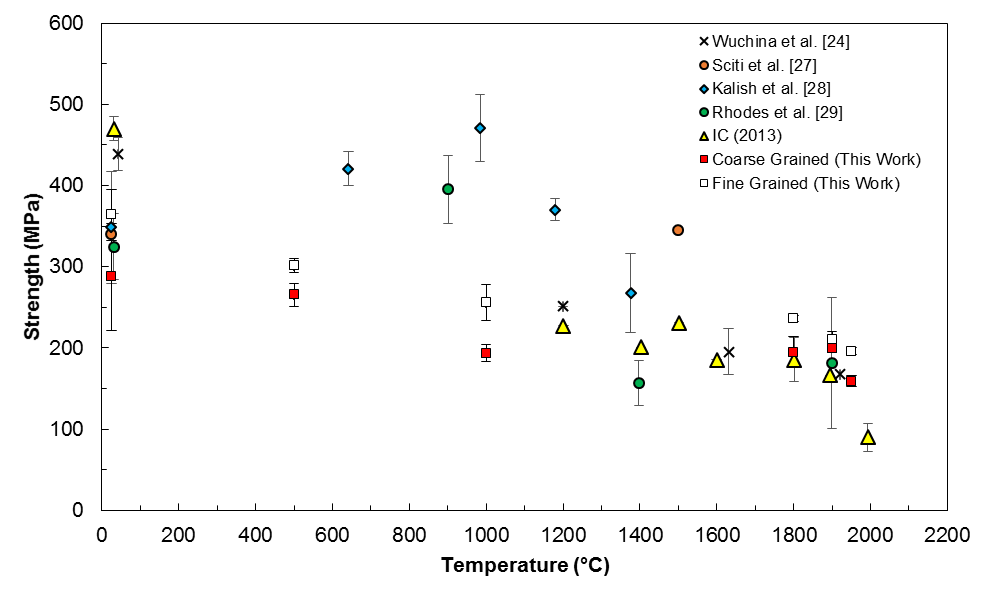 600
500
400
300
200
100
0
Strength (MPa)
0 200 400 600 800 1000 1200 1400 1600 1800 2000 2200
Temperature (°C)
Wuchina et al. [24]
Sciti et al. [27]
Kalish et al. [28]
Rhodes et al. [29]
IC (2013)
Coarse Grained (This Work)
Fine Grained (This Work)